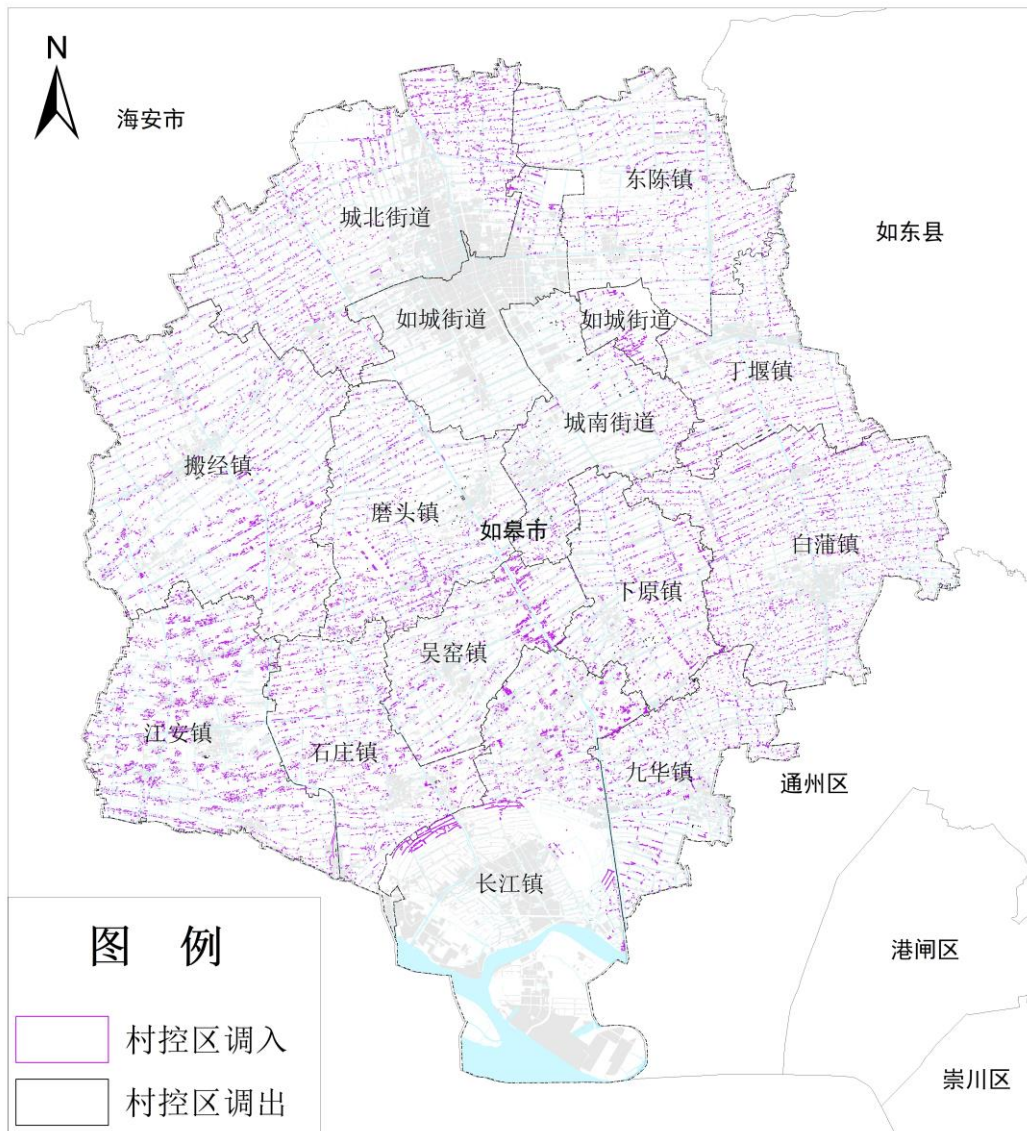 N
海安市
东陈镇
城北街道
如东县
如城街道
如城街道
丁堰镇
城南街道
搬经镇
磨头镇
如皋市
白蒲镇
下原镇
吴窑镇
江安镇
石庄镇
九华镇
通州区
长江镇
港闸区
崇川区
图 例
村控区调入
村控区调出